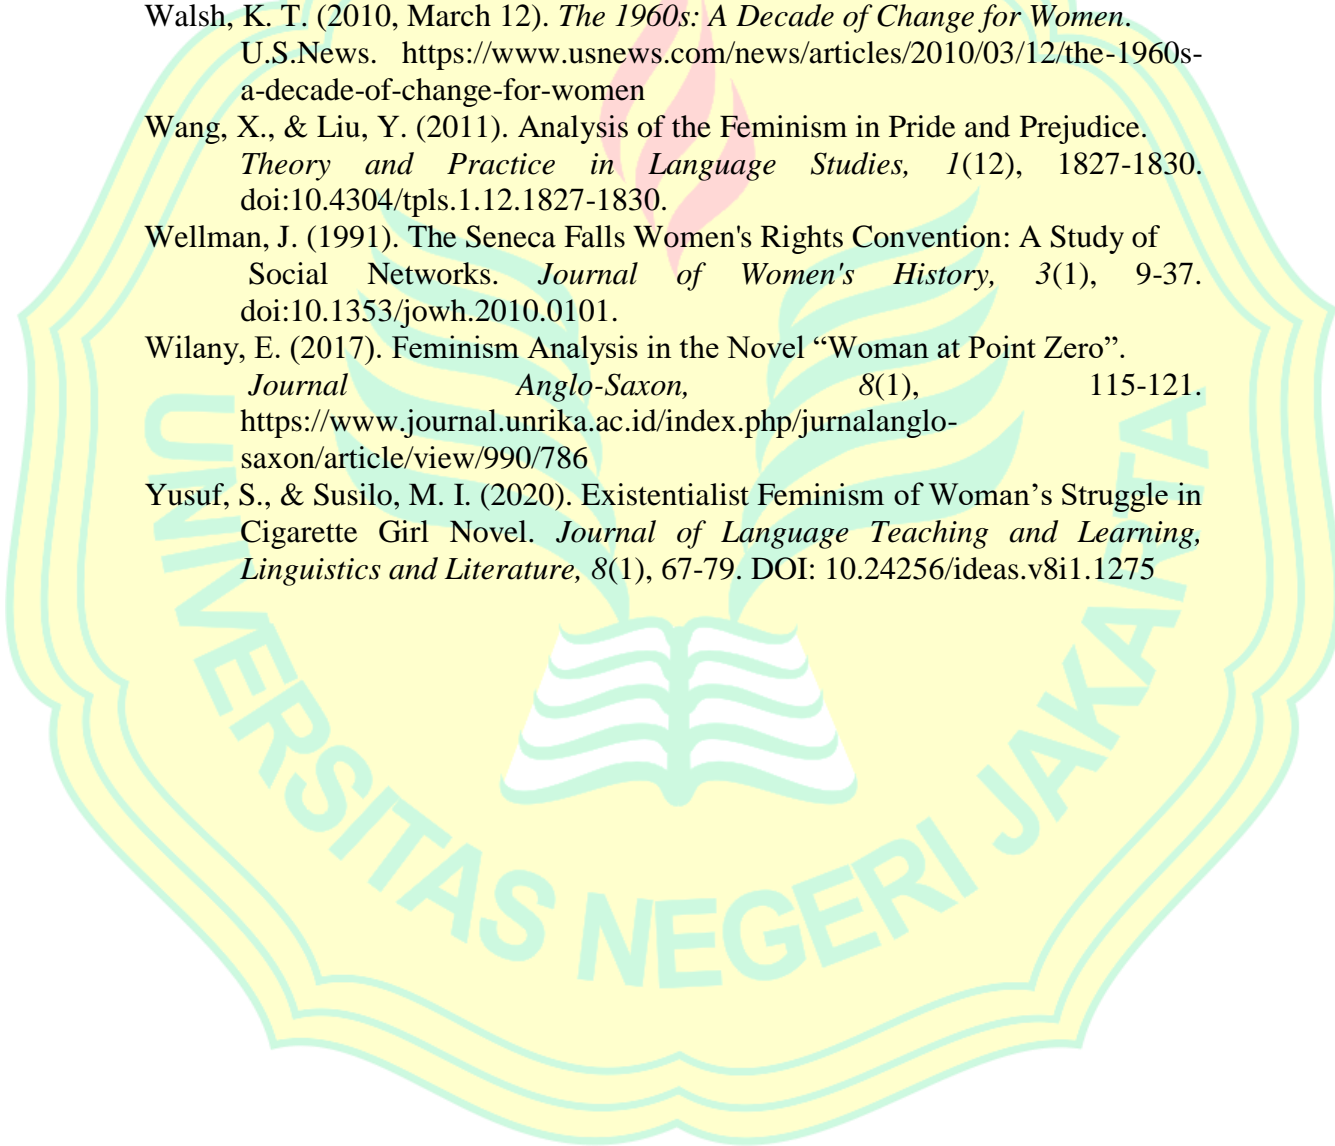 Walsh, K. T. (2010, March 12). The 1960s: A Decade of Change for Women.
U.S.News. https://www.usnews.com/news/articles/2010/03/12/the-1960s-
a-decade-of-change-for-women
Wang, X., & Liu, Y. (2011). Analysis of the Feminism in Pride and Prejudice.
Theory and Practice in Language Studies, 1(12), 1827-1830.
doi:10.4304/tpls.1.12.1827-1830.
Wellman, J. (1991). The Seneca Falls Women's Rights Convention: A Study of
Social Networks. Journal of Women's History, 3(1), 9-37.
doi:10.1353/jowh.2010.0101.
Wilany, E. (2017). Feminism Analysis in the Novel “Woman at Point Zero”.
Journal Anglo-Saxon, 8(1), 115-121.
https://www.journal.unrika.ac.id/index.php/jurnalanglo-
saxon/article/view/990/786
Yusuf, S., & Susilo, M. I. (2020). Existentialist Feminism of Woman’s Struggle in
Cigarette Girl Novel. Journal of Language Teaching and Learning,
Linguistics and Literature, 8(1), 67-79. DOI: 10.24256/ideas.v8i1.1275
UNIVERSITAS NEGERI JAKARTA